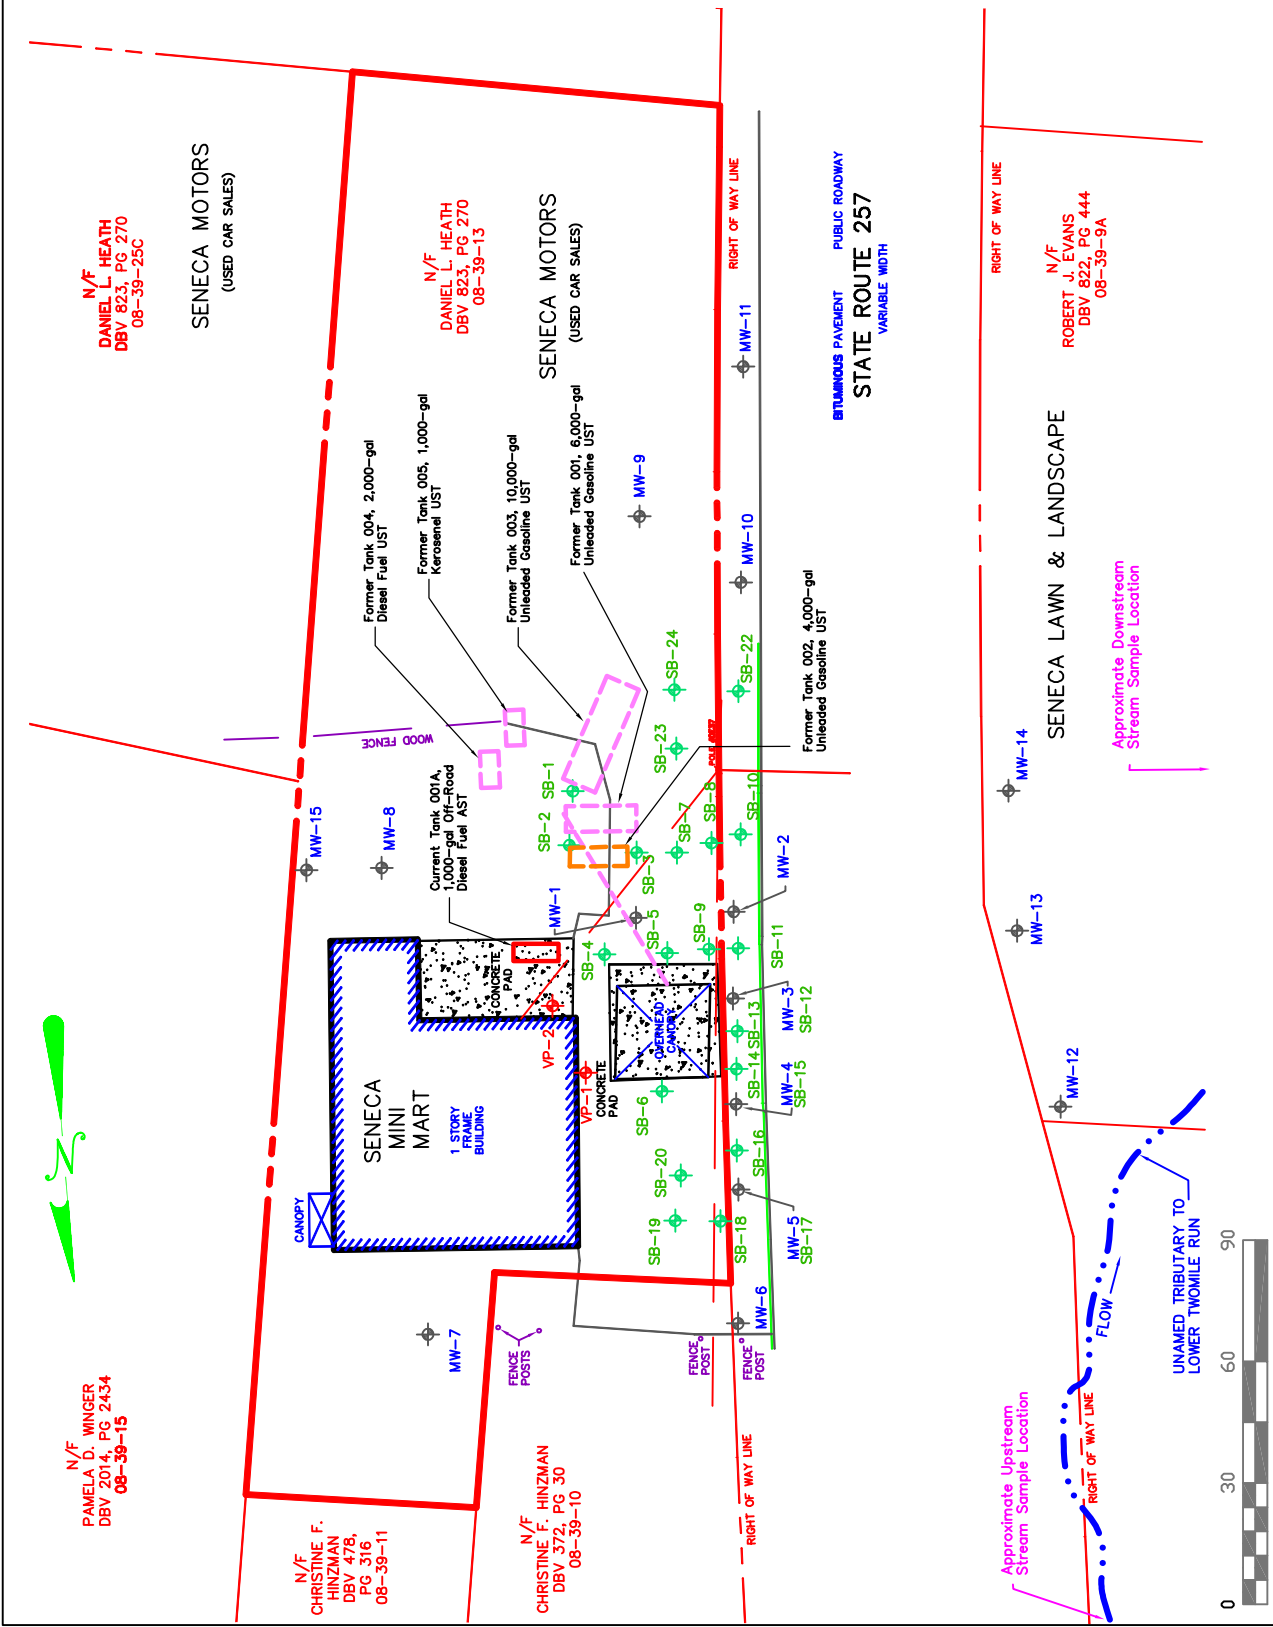 N/F
DANIEL L. HEATH
DBV 823, PG 270
08-39-25C
SENECA MOTORS
(USED CAR SALES)
N/F
DANIEL L. HEATH
DBV 823, PG 270
08-39-13
SENECA MOTORS
(USED CAR SALES)
RIGHT OF WAY LINE
BITUMINOUS PAVEMENT
PUBLIC ROADWAY
STATE ROUTE 257
VARIABLE WIDTH
RIGHT OF WAY LINE
N/F
ROBERT J. EVANS
DBV 822, PG 444
08-39-9A
SENECA LAWN & LANDSCAPE
Former Tank 004, 2,000-gal
Diesel Fuel UST
Former Tank 005, 1,000-gal
Kerosenel UST
Former Tank 003, 10,000-gal
Unleaded Gasoline UST
Former Tank 001, 6,000-gal
Unleaded Gasoline UST
Former Tank 002, 4,000-gal
Unleaded Gasoline UST
Current Tank 001A,
1,000-gal Off-Road
Diesel Fuel AST
WOOD FENCE
MW-11
MW-9
MW-10
MW-15
MW-8
MW-1
MW-2
MW-3
MW-4
MW-5
MW-6
MW-7
MW-14
MW-13
MW-12
SB-24
SB-22
SB-23
SB-1
SB-2
SB-3
SB-7
SB-8
SB-10
SB-5
SB-9
SB-4
SB-11
SB-12
SB-13
SB-14
SB-15
SB-16
SB-6
SB-20
SB-19
SB-18
SB-17
VP-2
VP-1
CONCRETE
PAD
CONCRETE
PAD
OVERHEAD
CANOPY
SENECA
MINI
MART
1 STORY
FRAME
BUILDING
CANOPY
N
FENCE
POSTS
FENCE
POST
FENCE
POST
N/F
PAMELA D. WINGER
DBV 2014, PG 2434
08-39-15
N/F
CHRISTINE F.
HINZMAN
DBV 478,
PG 316
08-39-11
N/F
CHRISTINE F. HINZMAN
DBV 372, PG 30
08-39-10
RIGHT OF WAY LINE
RIGHT OF WAY LINE
Approximate Downstream
Stream Sample Location
Approximate Upstream
Stream Sample Location
FLOW
UNAMED TRIBUTARY TO
LOWER TWOMILE RUN
0
30
60
90